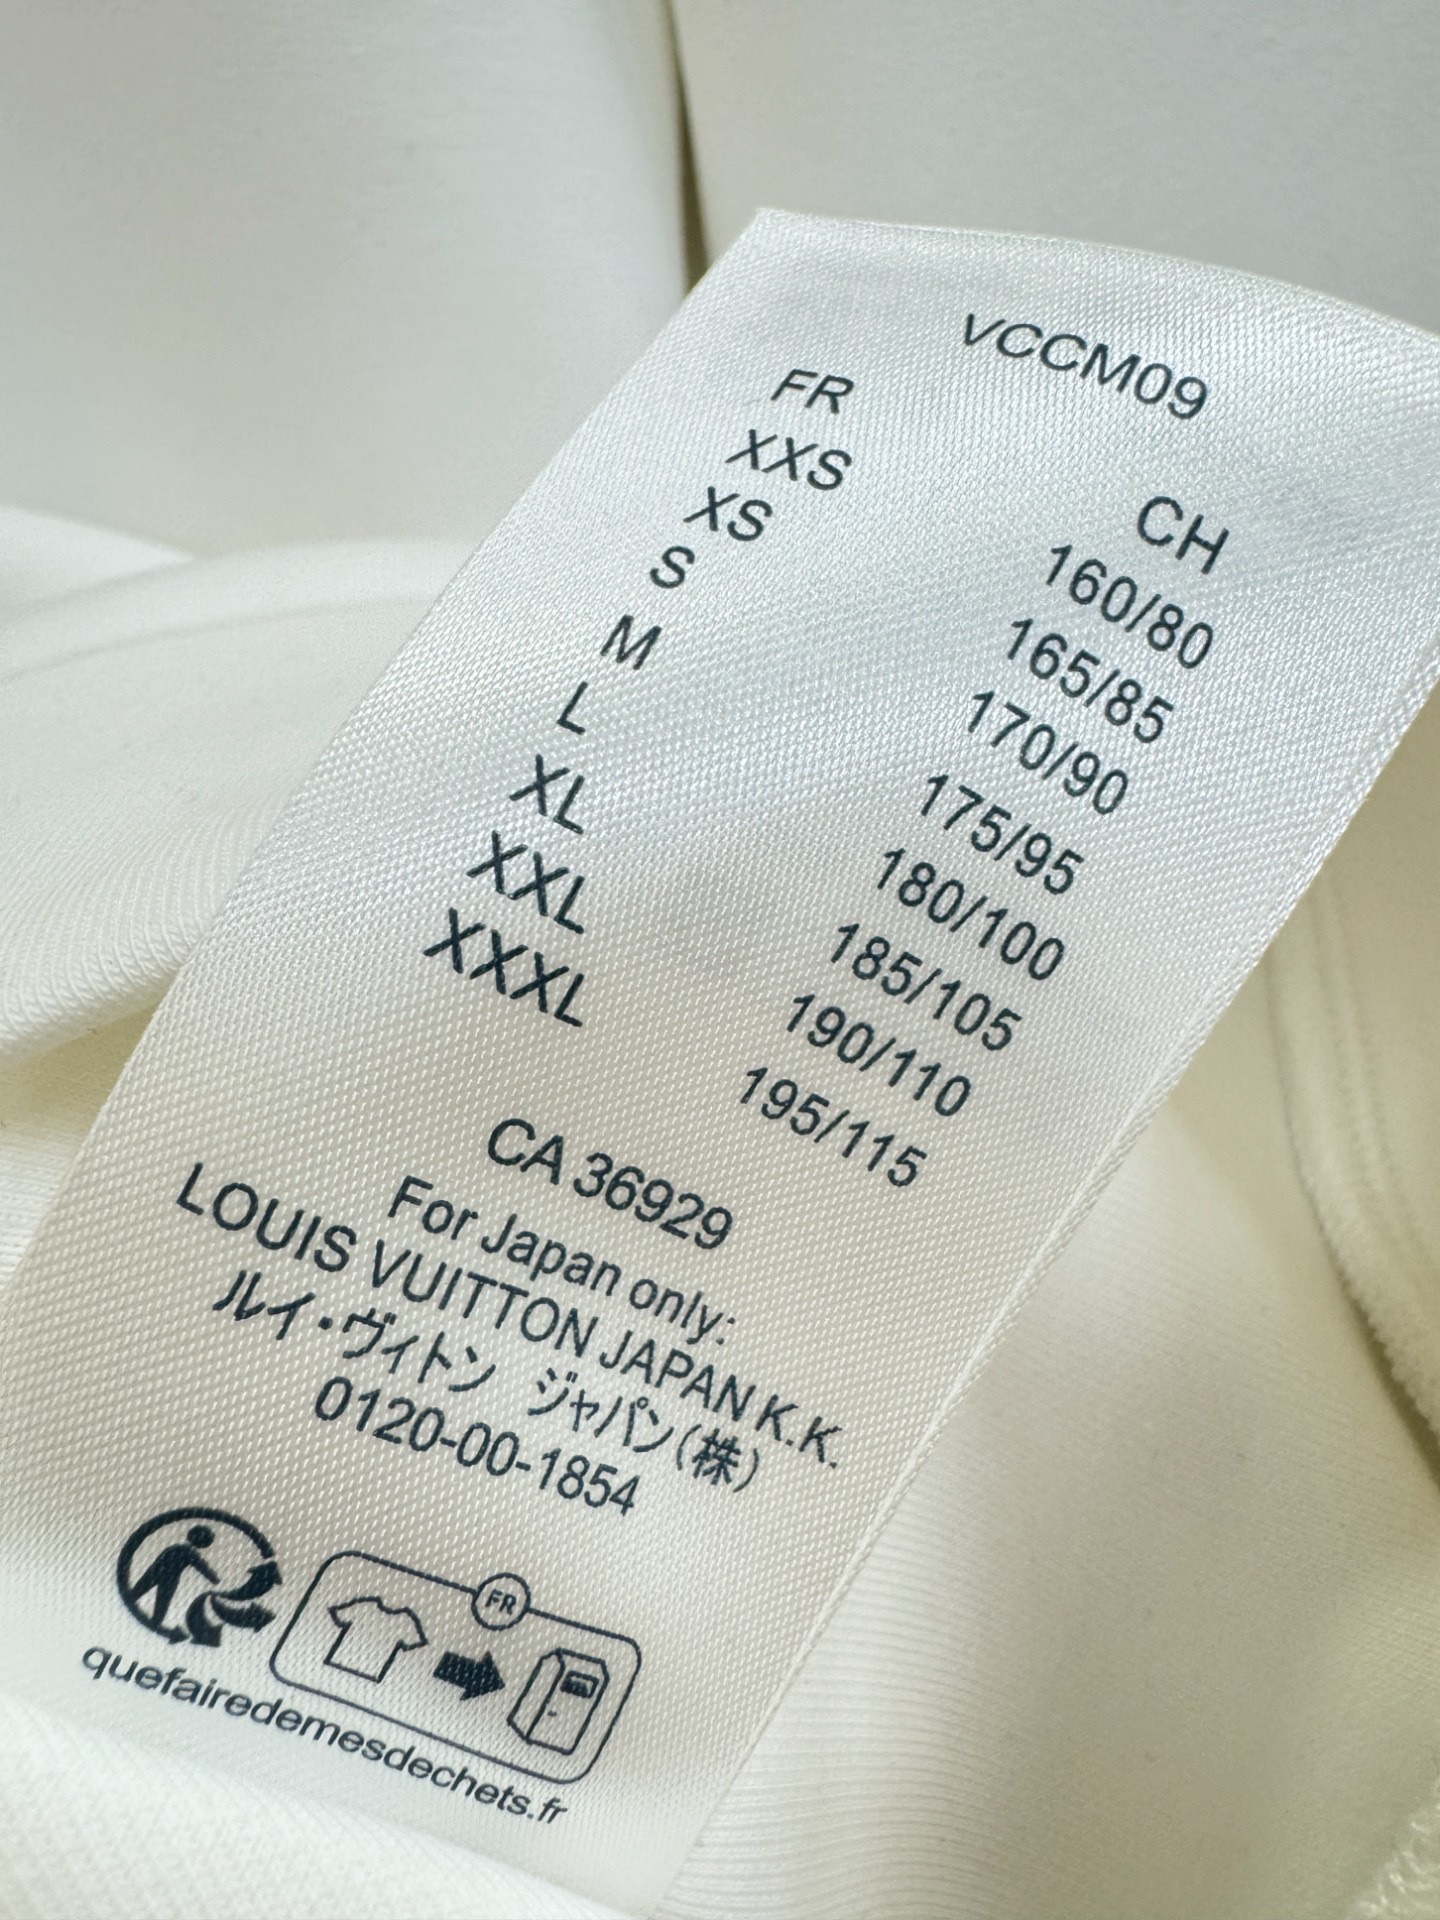 VCCM09
FR CH
XXS 160/80
XS 165/85
S 170/90
M 175/95
L 180/100
XL 185/105
XXL 190/110
XXXL 195/115
CA 36929
For Japan only:
LOUIS VUITTON JAPAN K.K.
ルイ・ヴィトン ジャパン(株)
0120-00-1854
FR
quefairedemesdechets.fr